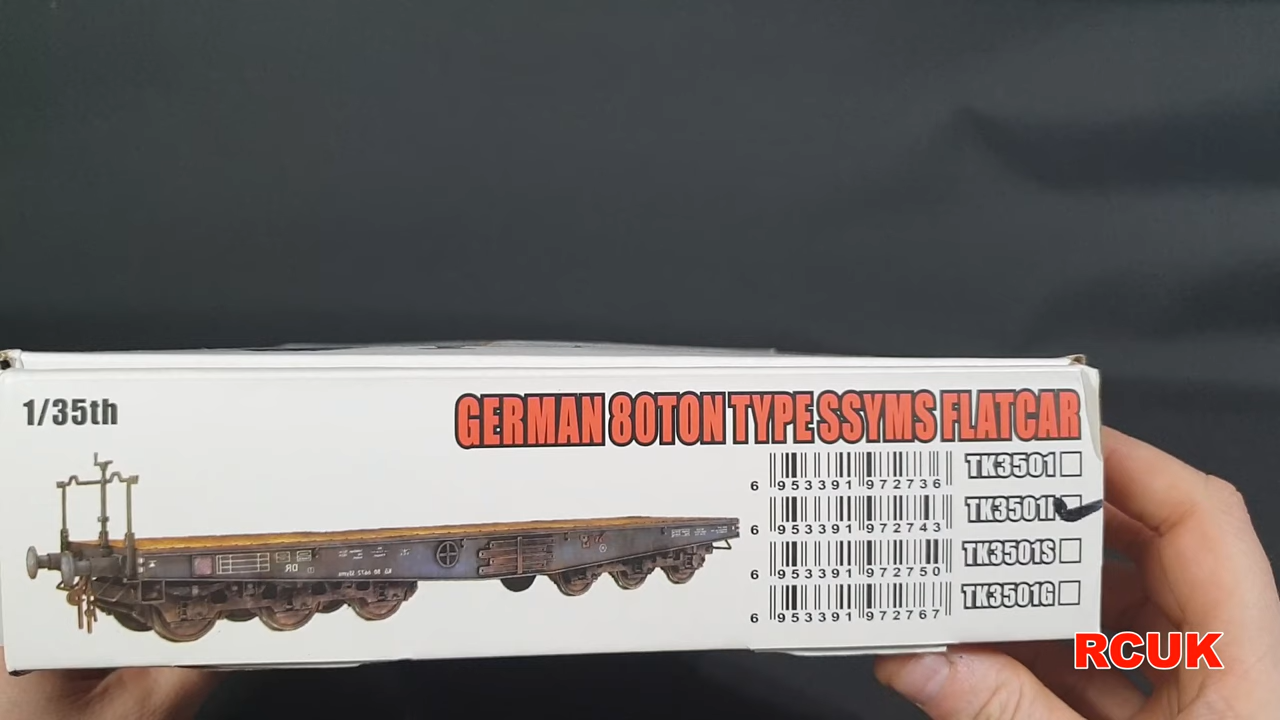 1/35th
GERMAN 80TON TYPE SSYMS FLATCAR
6 953391 972736 TK3501
6 953391 972743
6 953391 972750 TK3501S
6 953391 972767 TK3501G
DR
RCUK